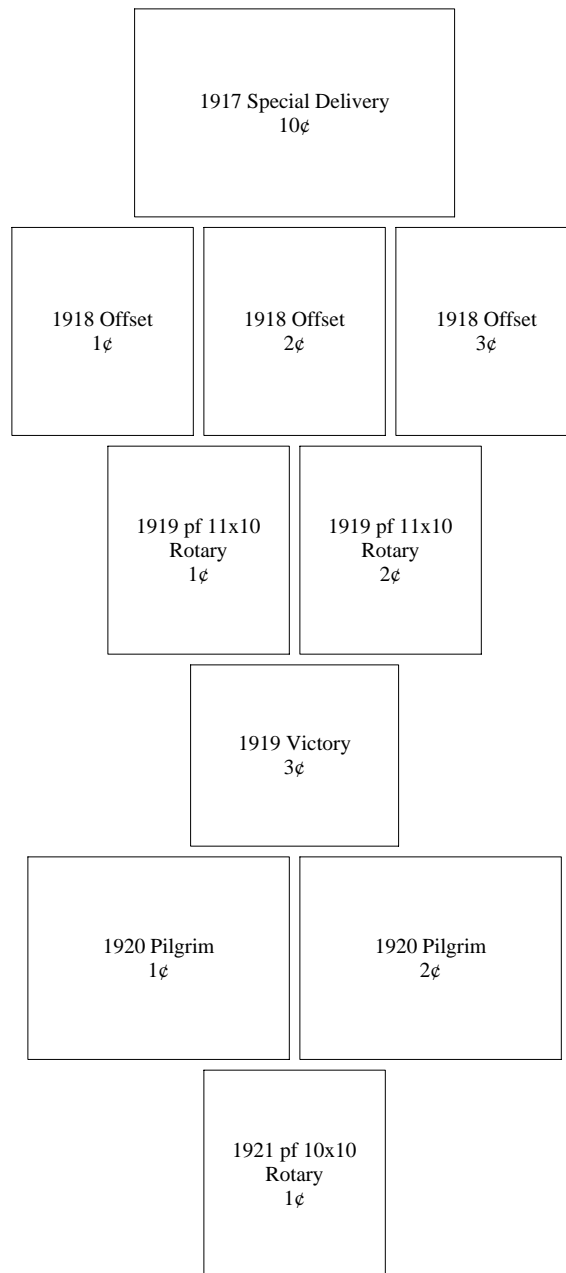 1917 Special Delivery
10¢
1918 Offset
1¢
1918 Offset
2¢
1918 Offset
3¢
1919 pf 11x10
Rotary
1¢
1919 pf 11x10
Rotary
2¢
1919 Victory
3¢
1920 Pilgrim
1¢
1920 Pilgrim
2¢
1921 pf 10x10
Rotary
1¢